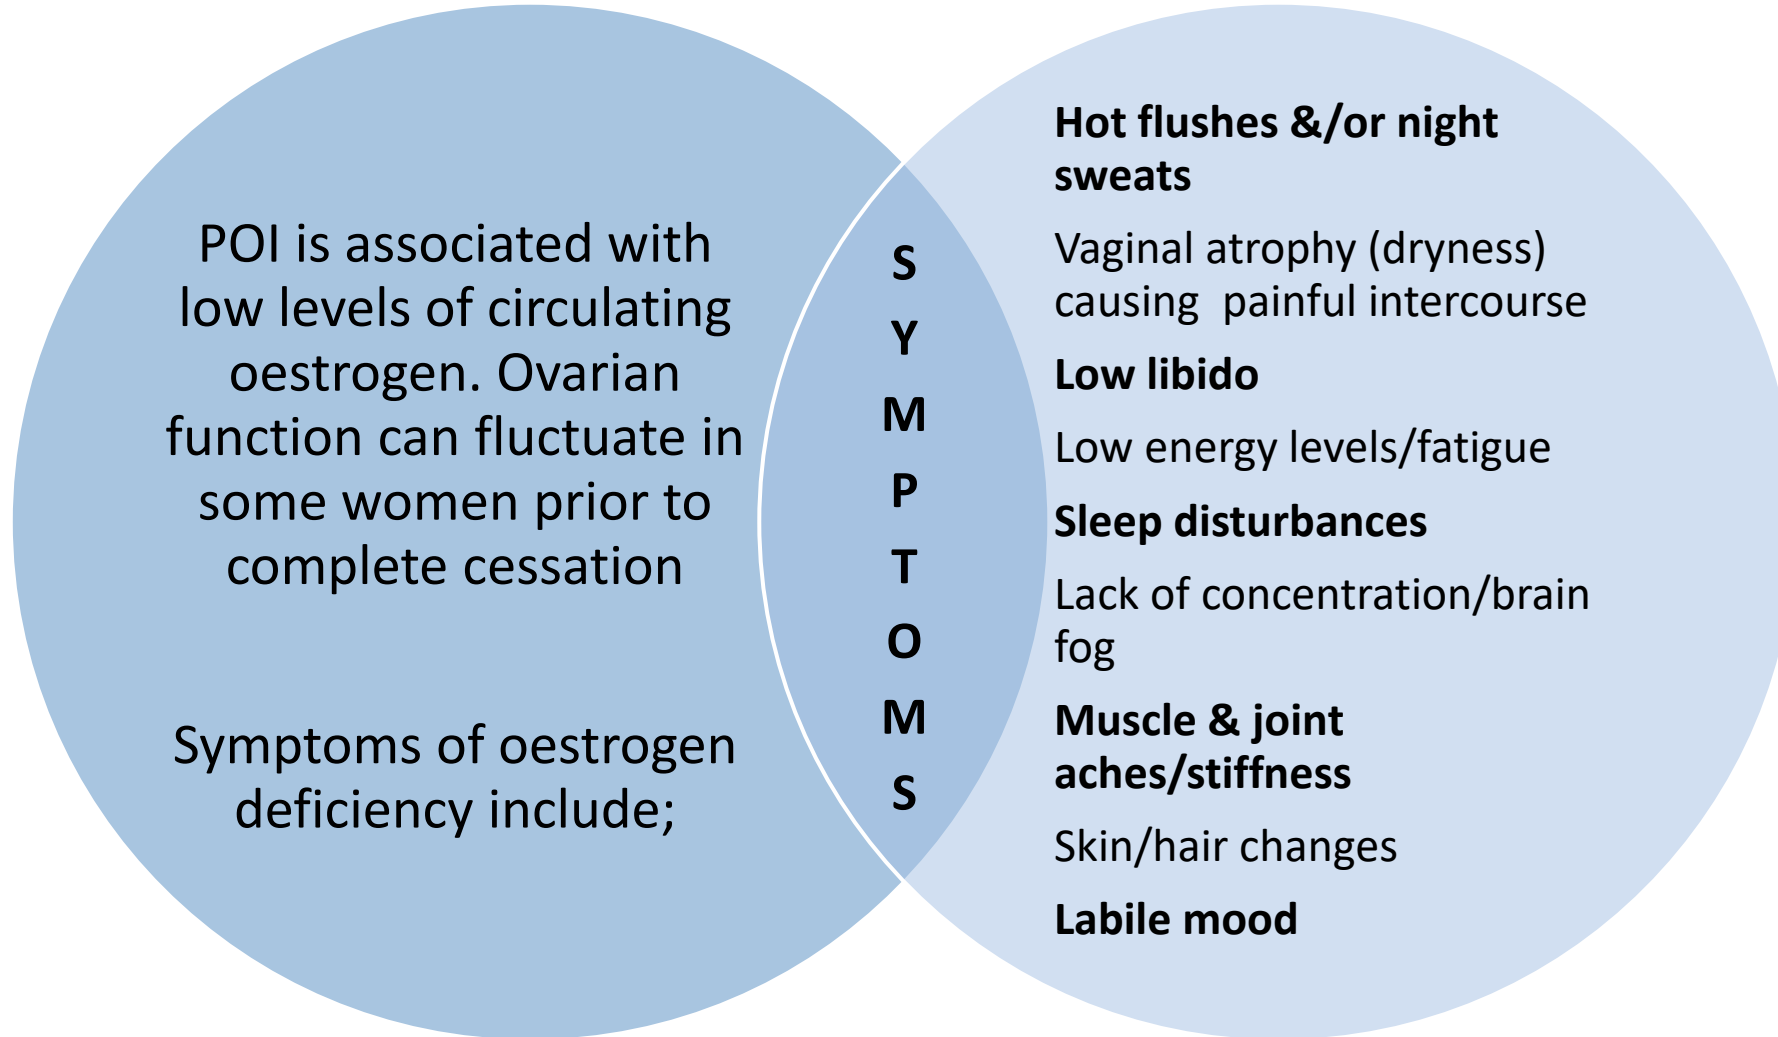 POI is associated with
low levels of circulating
oestrogen. Ovarian
function can fluctuate in
some women prior to
complete cessation
Symptoms of oestrogen
deficiency include;
S
Y
M
P
T
O
M
S
Hot flushes &/or night
sweats
Vaginal atrophy (dryness)
causing  painful intercourse
Low libido
Low energy levels/fatigue
Sleep disturbances
Lack of concentration/brain
fog
Muscle & joint
aches/stiffness
Skin/hair changes
Labile mood